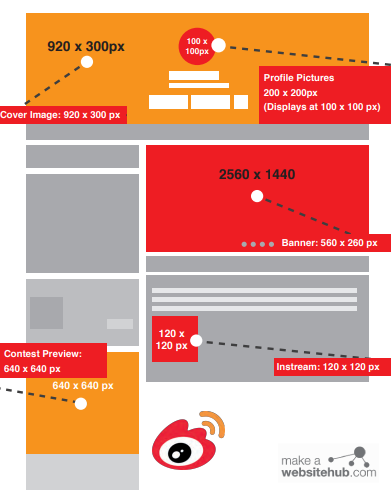 920 x 300px
100 x
100px
Profile Pictures
200 x 200px
(Displays at 100 x 100 px)
Cover Image: 920 x 300 px
2560 x 1440
Banner: 560 x 260 px
120 x
120 px
Instream: 120 x 120 px
Contest Preview:
640 x 640 px
640 x 640 px
make a
websitehub.com